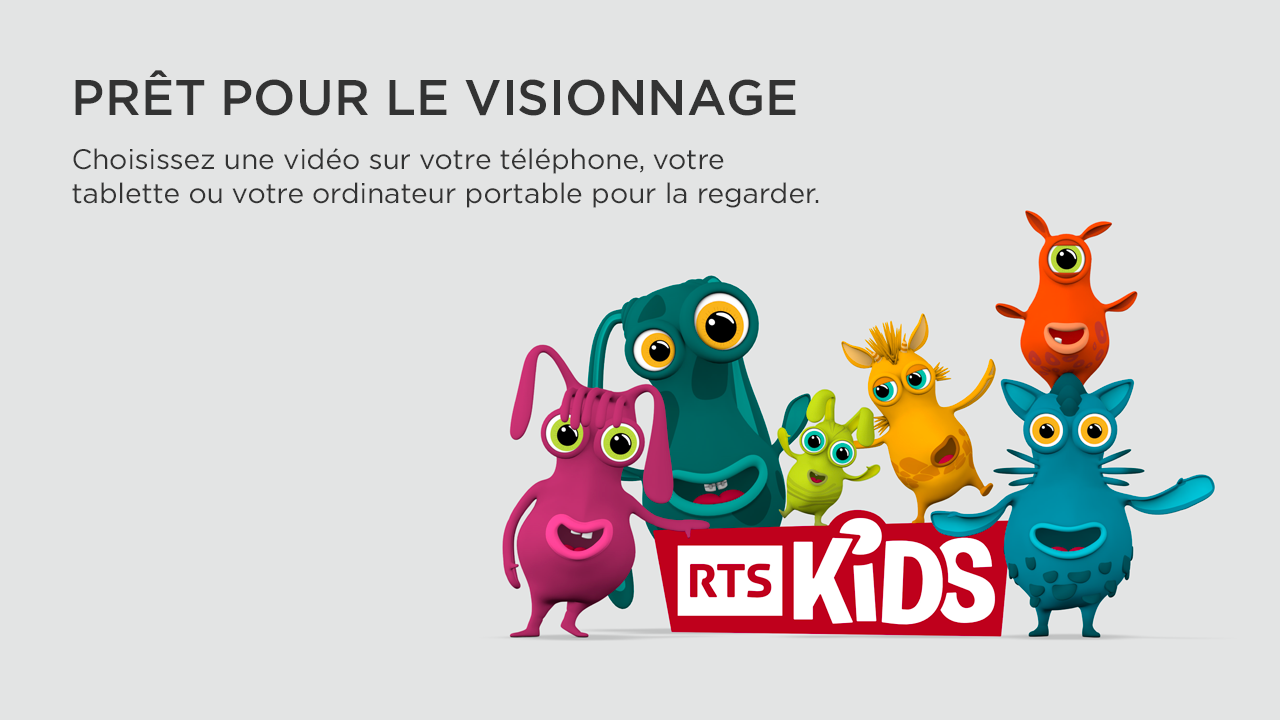 PRÊT POUR LE VISIONNAGE
Choisissez une vidéo sur votre téléphone, votre
tablette ou votre ordinateur portable pour la regarder.
RTS KiDS